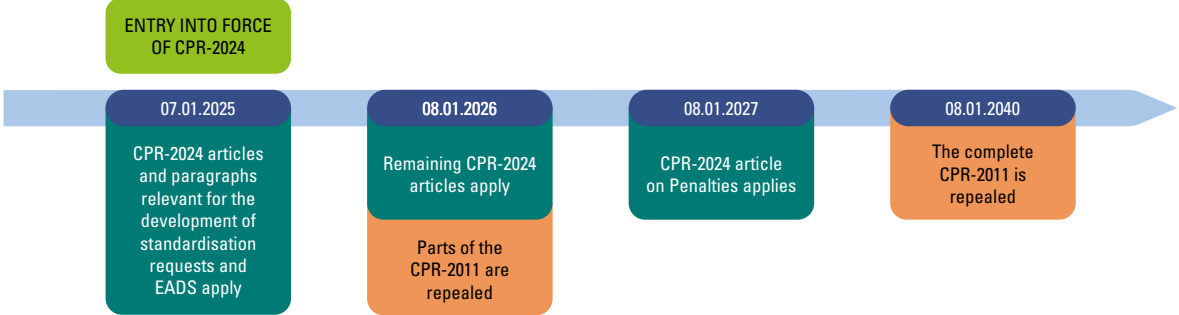 ENTRY INTO FORCE
OF CPR-2024
07.01.2025
CPR-2024 articles
and paragraphs
relevant for the
development of
standardisation
requests and
EADS apply
08.01.2026
Remaining CPR-2024
articles apply
Parts of the
CPR-2011 are
repealed
08.01.2027
CPR-2024 article
on Penalties applies
08.01.2040
The complete
CPR-2011 is
repealed